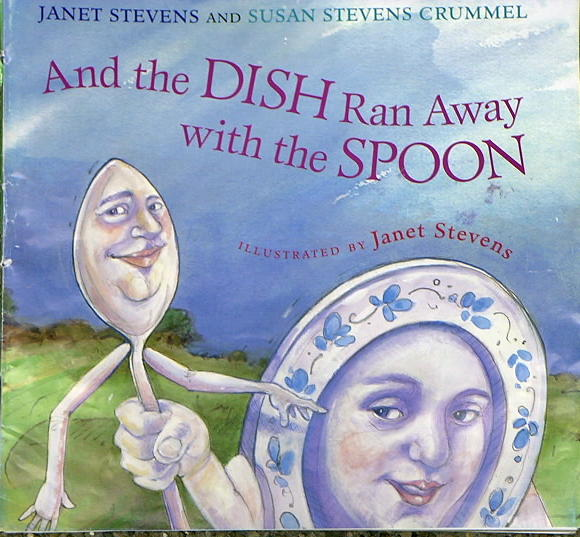 JANET STEVENS AND SUSAN STEVENS CRUMMEL
And the DISH Ran Away
with the SPOON
ILLUSTRATED BY Janet Stevens